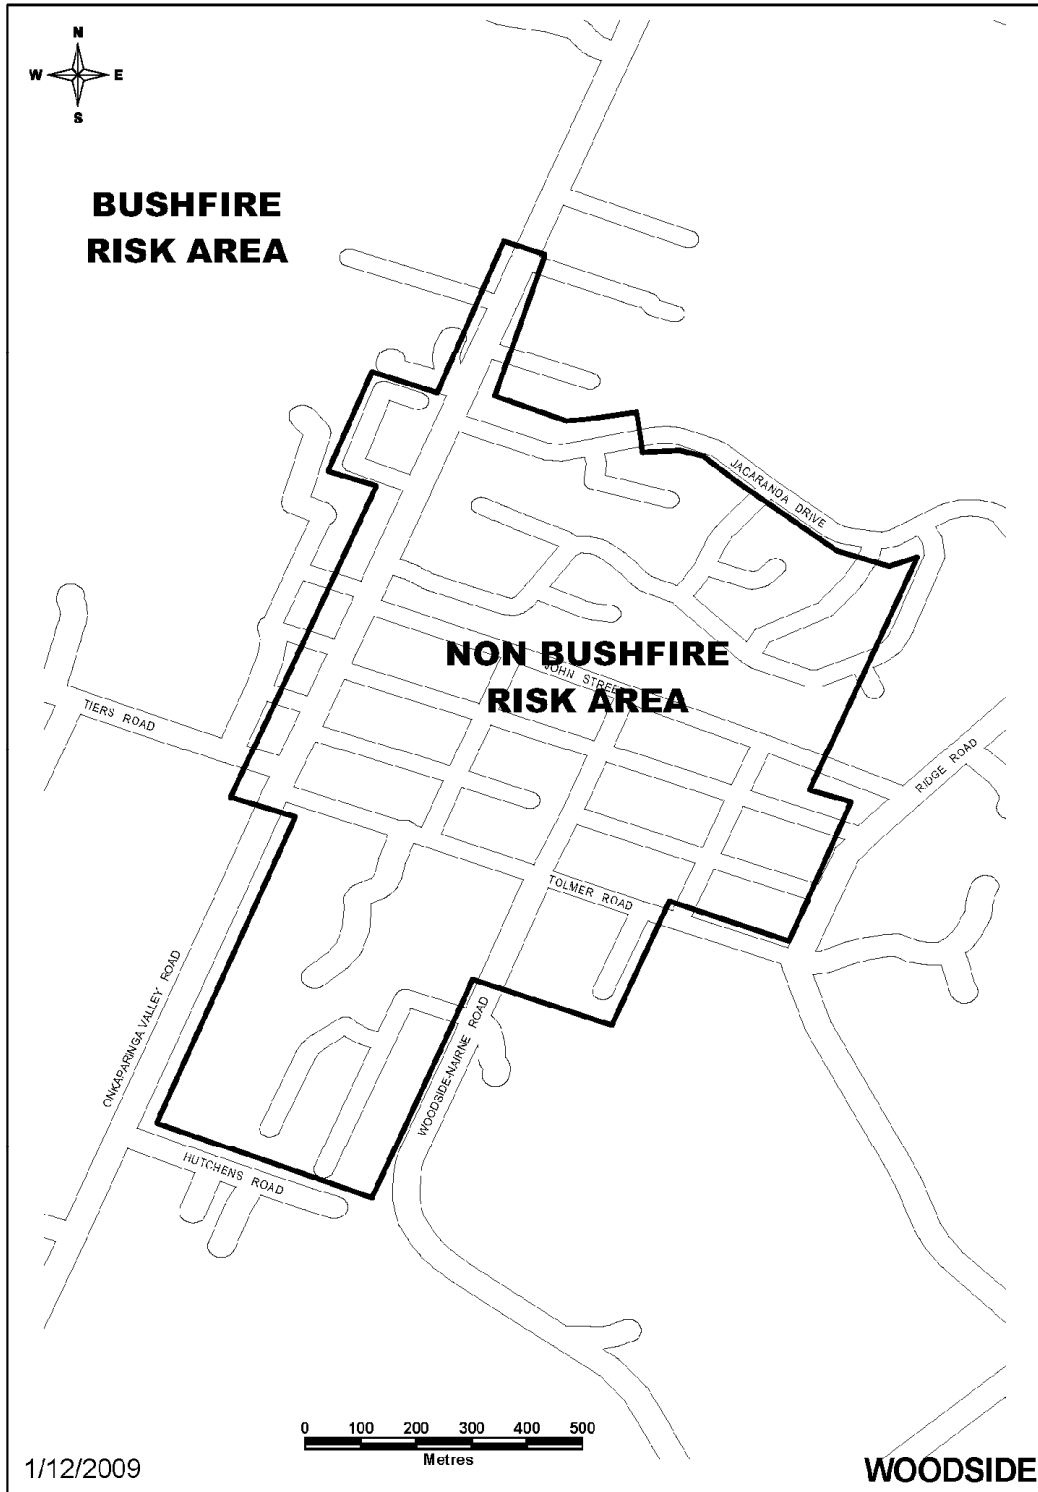 N
W E
S
BUSHFIRE
RISK AREA
JACARANDA DRIVE
NON BUSHFIRE
JOHN STREET
RISK AREA
TIERS ROAD
RIDGE ROAD
TOLMER ROAD
ONKAPARINGA VALLEY ROAD
WOODSIDE-NAIRNE ROAD
HUTCHENS ROAD
0 100 200 300 400 500
Metres
1/12/2009
WOODSIDE